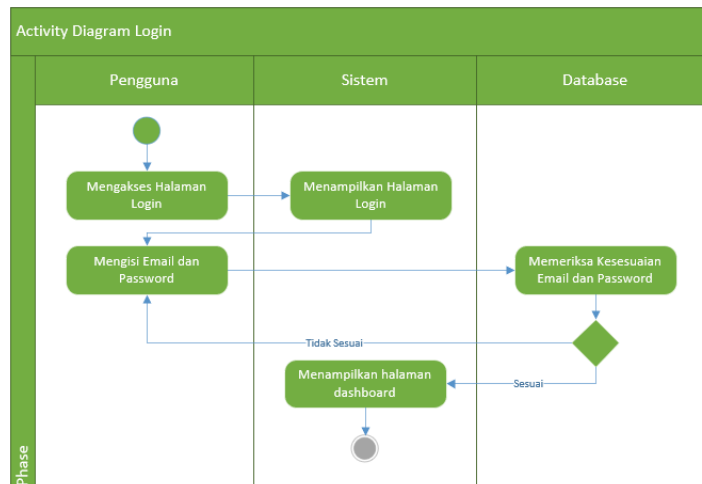 Activity Diagram Login
Pengguna
Sistem
Database
Mengakses Halaman
Login
Menampilkan Halaman
Login
Mengisi Email dan
Password
Memeriksa Kesesuaian
Email dan Password
Tidak Sesuai
Menampilkan halaman
dashboard
Sesuai
Phase